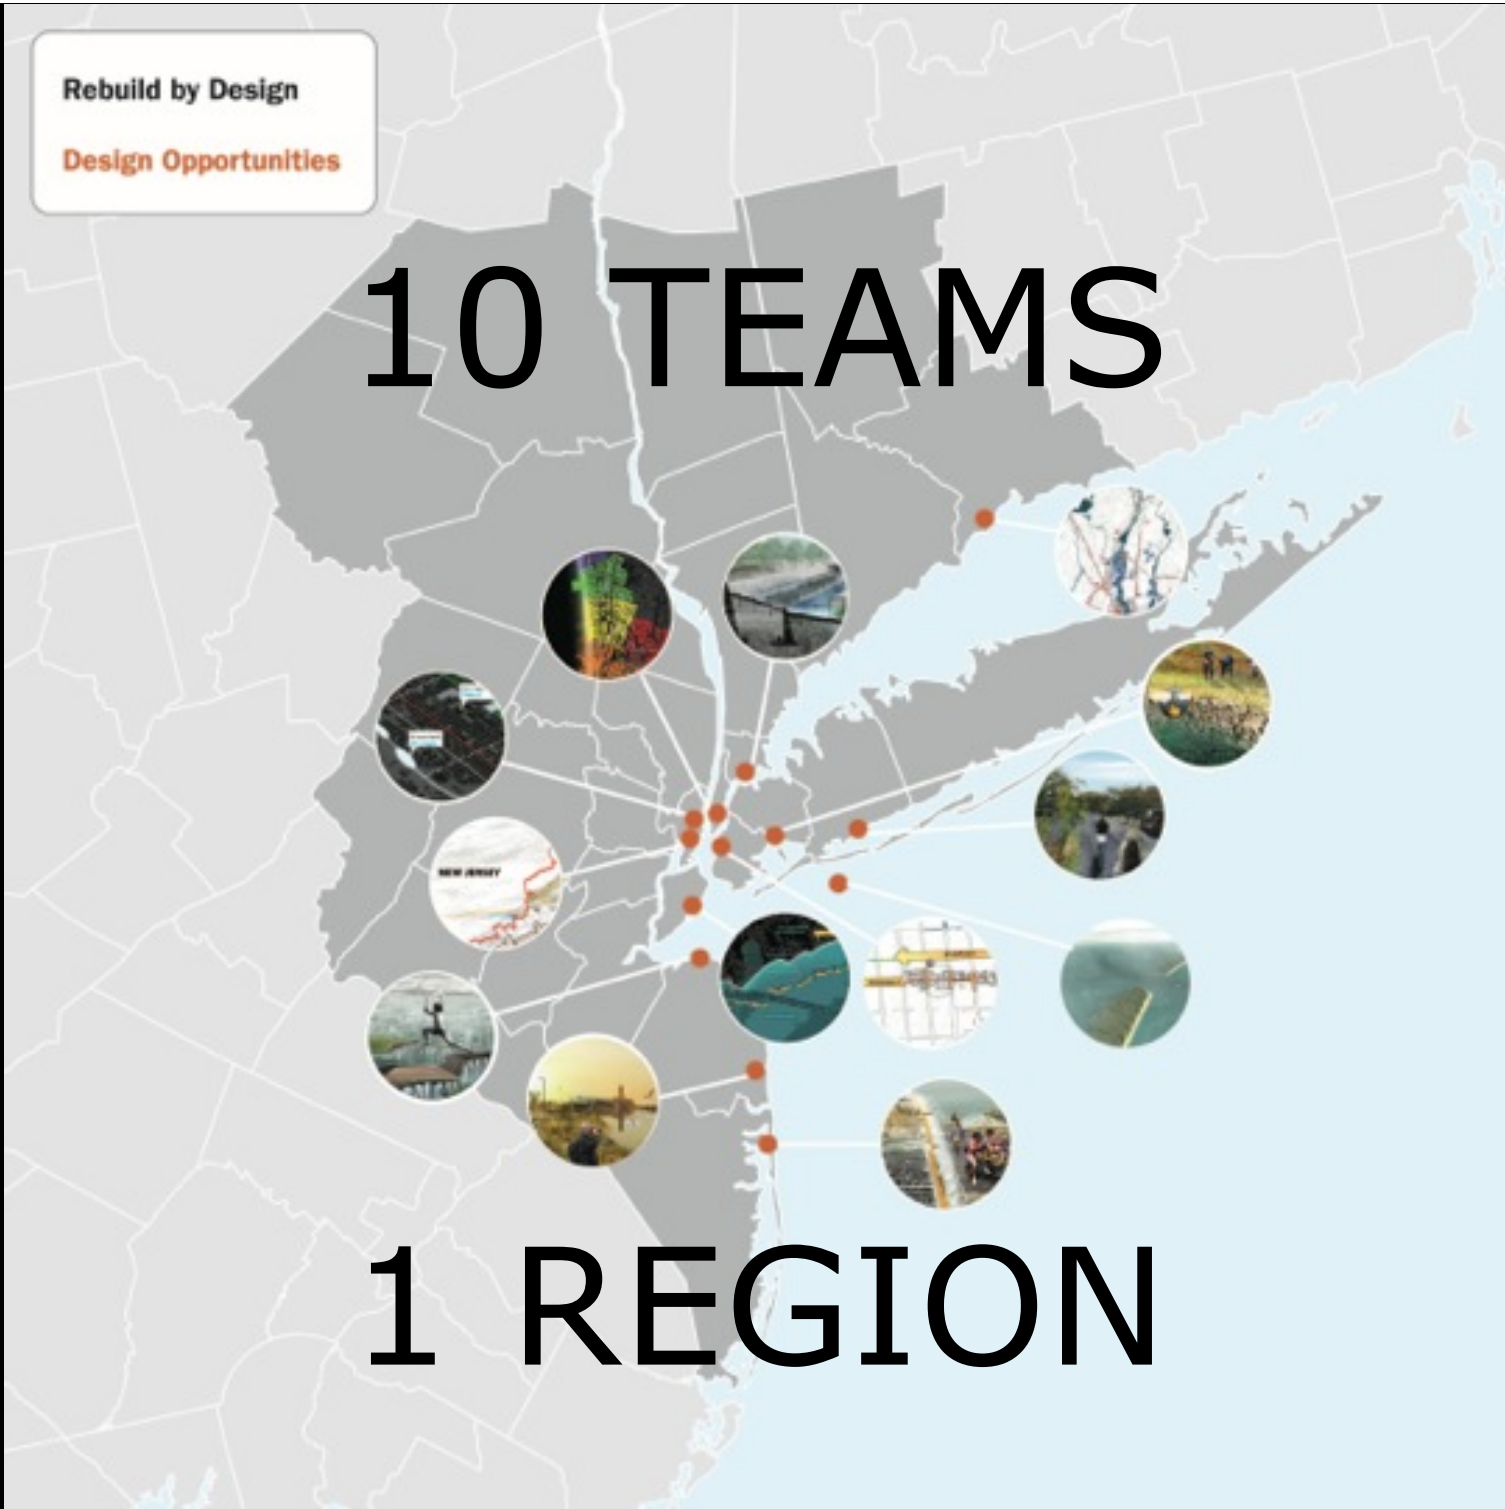 Rebuild by Design
Design Opportunities
10 TEAMS
NEW JERSEY
1 REGION